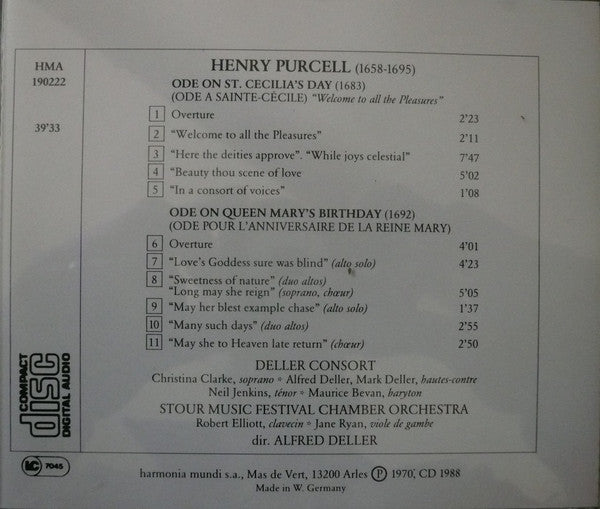 HMA
190222
39'33
HENRY PURCELL (1658-1695)
ODE ON ST. CECILIA'S DAY (1683)
(ODE A SAINTE-CÉCILE) "Welcome to all the Pleasures"
1 Overture 2'23
2 "Welcome to all the Pleasures" 2'11
3 "Here the deities approve". "While joys celestial" 7'47
4 "Beauty thou scene of love 5'02
5 "In a consort of voices" 1'08
ODE ON QUEEN MARY'S BIRTHDAY (1692)
(ODE POUR L'ANNIVERSAIRE DE LA REINE MARY)
6 Overture 4'01
7 "Love's Goddess sure was blind" (alto solo) 4'23
8 "Sweetness of nature" (duo altos)
"Long may she reign" (soprano, chœur) 5'05
9 "May her blest example chase" (alto solo) 1'37
10 "Many such days" (duo altos) 2'55
11 "May she to Heaven late return" (chœur) 2'50
DELLER CONSORT
Christina Clarke, soprano * Alfred Deller, Mark Deller, hautes-contre
Neil Jenkins, ténor * Maurice Bevan, baryton
STOUR MUSIC FESTIVAL CHAMBER ORCHESTRA
Robert Elliott, clavecin * Jane Ryan, viole de gambe
dir. ALFRED DELLER
COMPACT
disc
DIGITAL AUDIO
LC 7045
harmonia mundi s.a., Mas de Vert, 13200 Arles Ⓟ 1970, CD 1988
Made in W. Germany